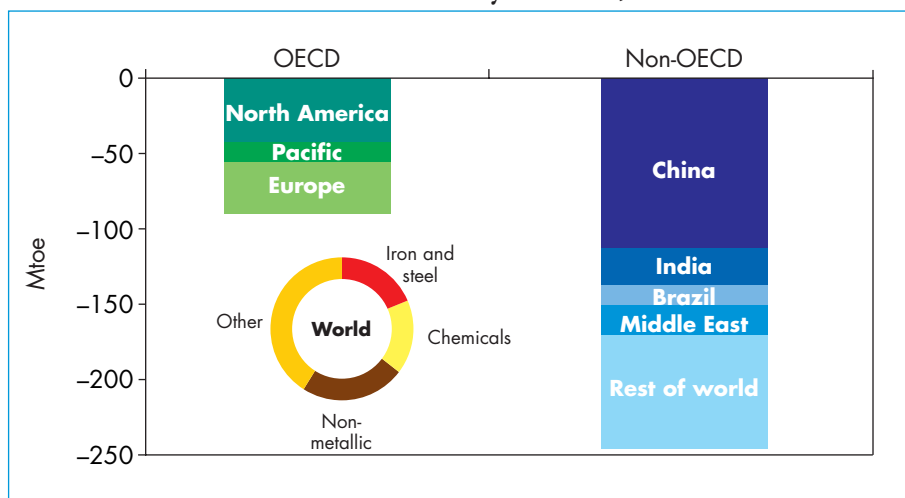 OECD
Non-OECD
0
–50
–100
–150
–200
–250
Mtoe
North America
Pacific
Europe
China
India
Brazil
Middle East
Rest of world
Iron and
steel
Other
World
Chemicals
Non-
metallic